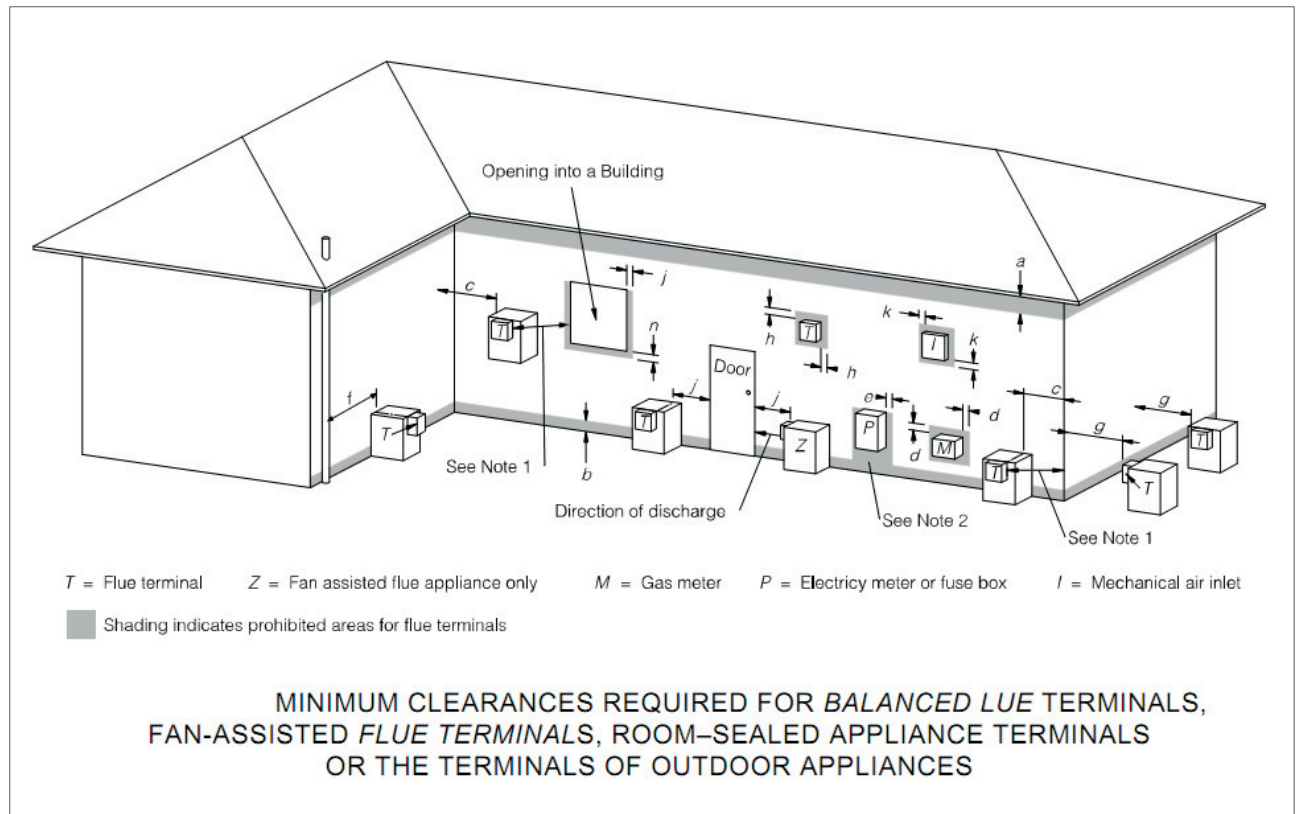 Opening into a Building
a
j
c
k
T
n
h
T
I
k
h
Door
c
j
j
e
d
g
f
T
P
g
T
T
Z
d
M
T
T
See Note 1
b
Direction of discharge
See Note 2
See Note 1
T = Flue terminal Z = Fan assisted flue appliance only M = Gas meter P = Electricy meter or fuse box I = Mechanical air inlet
Shading indicates prohibited areas for flue terminals
MINIMUM CLEARANCES REQUIRED FOR BALANCED LUE TERMINALS,
FAN-ASSISTED FLUE TERMINALS, ROOM–SEALED APPLIANCE TERMINALS
OR THE TERMINALS OF OUTDOOR APPLIANCES